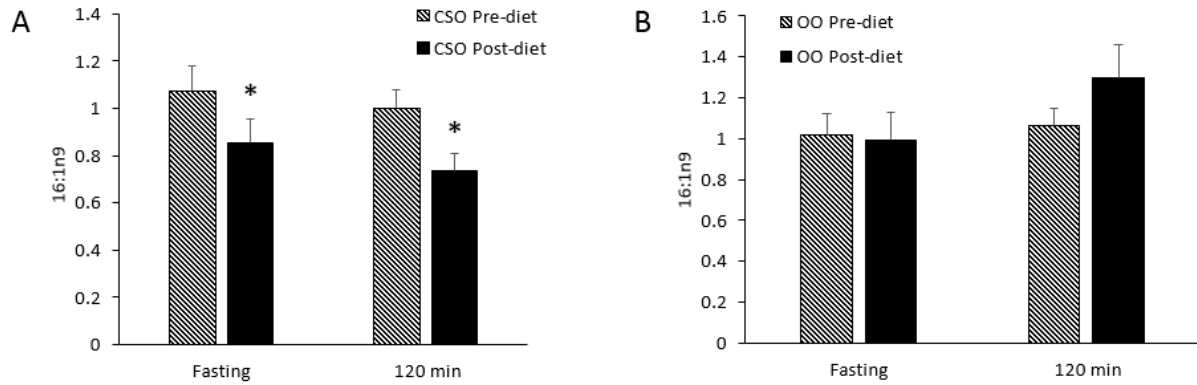 A
1.4
1.2
1
0.8
0.6
0.4
0.2
0
16:1n9
CSO Pre-diet
CSO Post-diet
*
*
Fasting 120 min
B
1.6
1.4
1.2
1
0.8
0.6
0.4
0.2
0
16:1n9
OO Pre-diet
OO Post-diet
Fasting 120 min